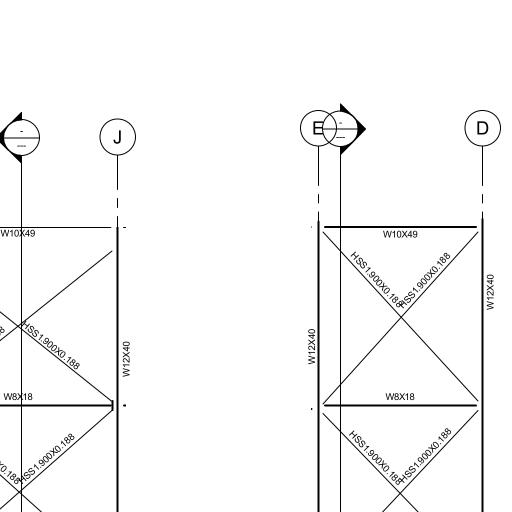 J
E
D
-
---
-
---
W10X49
W10X49
HSS1.900X0.188
HSS1.900X0.188
W12X40
HSS1.900X0.188
W12X40
W12X40
W8X18
W8X18
HSS1.900X0.188
HSS1.900X0.188
HSS1.900X0.188